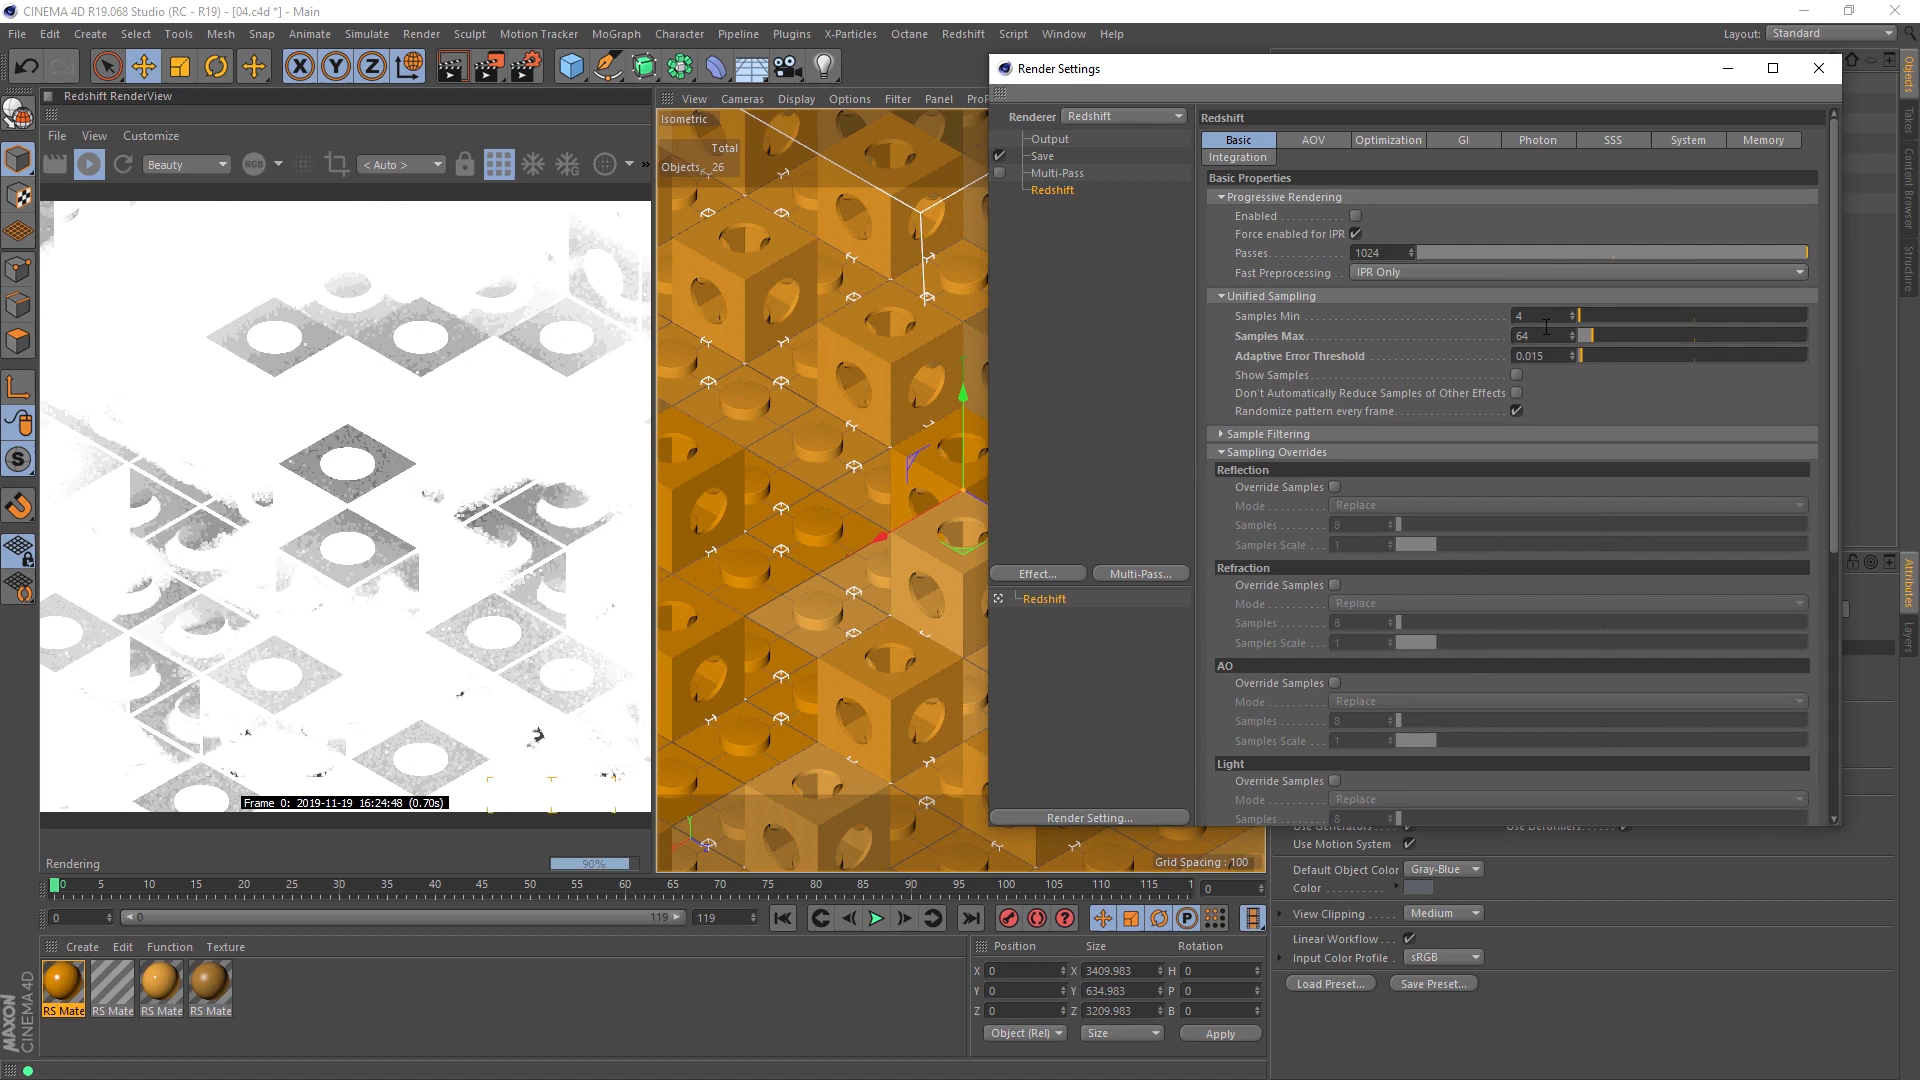 CINEMA 4D R19.068 Studio (RC - R19) - [04.c4d *] - Main
File Edit Create Select Tools Mesh Snap Animate Simulate Render Sculpt Motion Tracker MoGraph Character Pipeline Plugins X-Particles Octane Redshift Script Window Help
Layout: Standard
Redshift RenderView
File View Customize
Beauty RGB < Auto >
Frame 0: 2019-11-19 16:24:48 (0.70s)
Rendering 90%
View Cameras Display Options Filter Panel
Isometric
Total
Objects 26
Grid Spacing : 100
Render Settings
Renderer Redshift
Output
Save
Multi-Pass
Redshift
Effect... Multi-Pass...
Redshift
Render Setting...
Redshift
Basic AOV Optimization GI Photon SSS System Memory
Integration
Basic Properties
Progressive Rendering
Enabled
Force enabled for IPR
Passes 1024
Fast Preprocessing IPR Only
Unified Sampling
Samples Min 4
Samples Max 64
Adaptive Error Threshold 0.015
Show Samples
Don't Automatically Reduce Samples of Other Effects
Randomize pattern every frame
Sample Filtering
Sampling Overrides
Reflection
Override Samples
Mode Replace
Samples 8
Samples Scale 1
Refraction
Override Samples
Mode Replace
Samples 8
Samples Scale 1
AO
Override Samples
Mode Replace
Samples 8
Samples Scale 1
Light
Override Samples
Mode Replace
Samples 8
Objects
Takes
Content Browser
Structure
Attributes
Layers
Use Motion System
Default Object Color Gray-Blue
Color
View Clipping Medium
Linear Workflow
Input Color Profile sRGB
Load Preset... Save Preset...
0 5 10 15 20 25 30 35 40 45 50 55 60 65 70 75 80 85 90 95 100 105 110 115 1 0
0 0 119 119
Create Edit Function Texture
RS Mate RS Mate RS Mate RS Mate
Position Size Rotation
X 0 X 3409.983 H 0
Y 0 Y 634.983 P 0
Z 0 Z 3209.983 B 0
Object (Rel) Size Apply
MAXON
CINEMA 4D